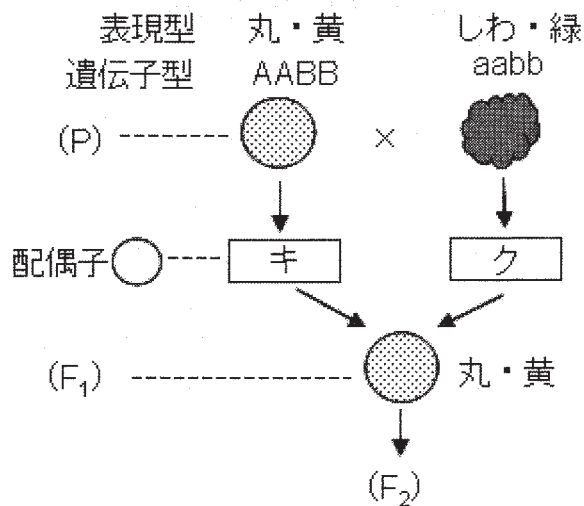 表現型 丸・黄 しわ・緑
遺伝子型 AABB aabb
(P) ×
配偶子 キ ク
(F₁) 丸・黄
(F₂)